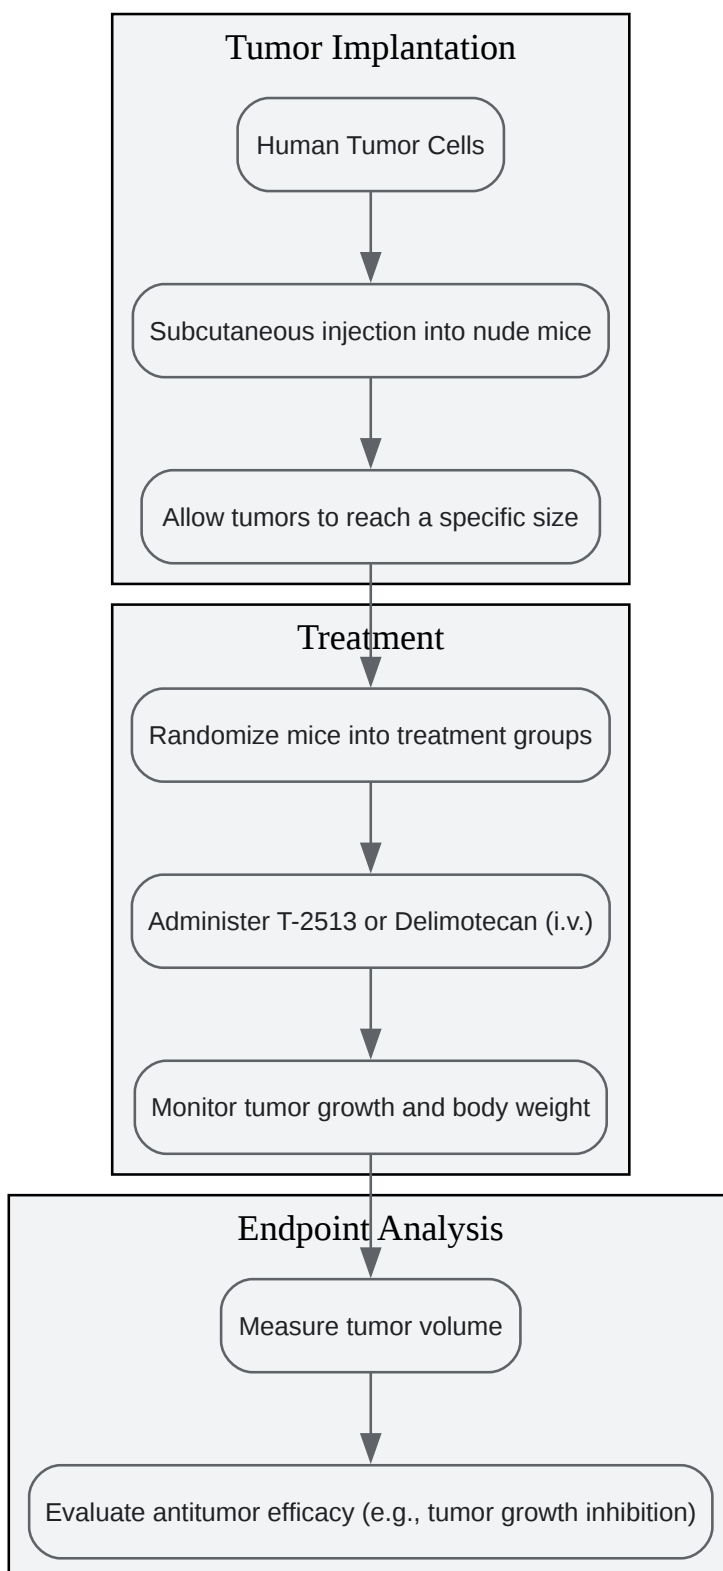 Tumor Implantation
Human Tumor Cells
Subcutaneous injection into nude mice
Allow tumors to reach a specific size
Treatment
Randomize mice into treatment groups
Administer T-2513 or Delimotecan (i.v.)
Monitor tumor growth and body weight
Endpoint Analysis
Measure tumor volume
Evaluate antitumor efficacy (e.g., tumor growth inhibition)